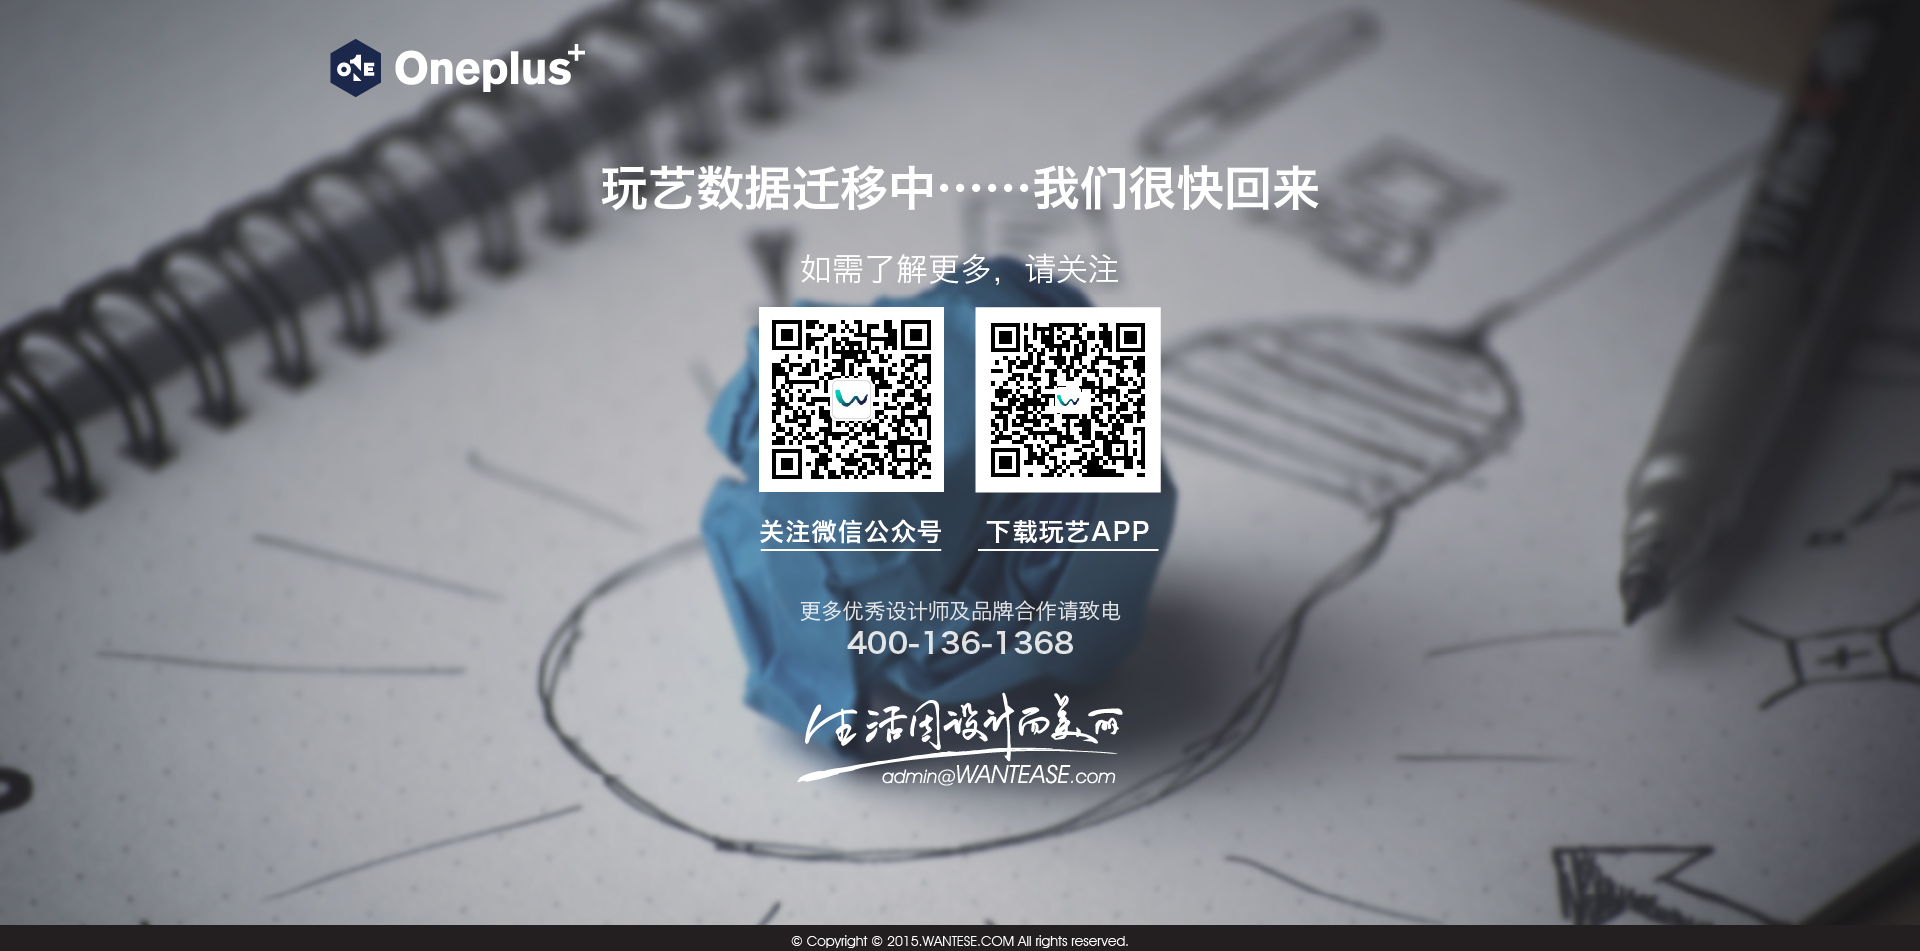 ONE Oneplus+
玩艺数据迁移中……我们很快回来
如需了解更多，请关注
关注微信公众号
下载玩艺APP
更多优秀设计师及品牌合作请致电
400-136-1368
生活因设计而美丽
admin@WANTEASE.com
© Copyright © 2015.WANTESE.COM All rights reserved.